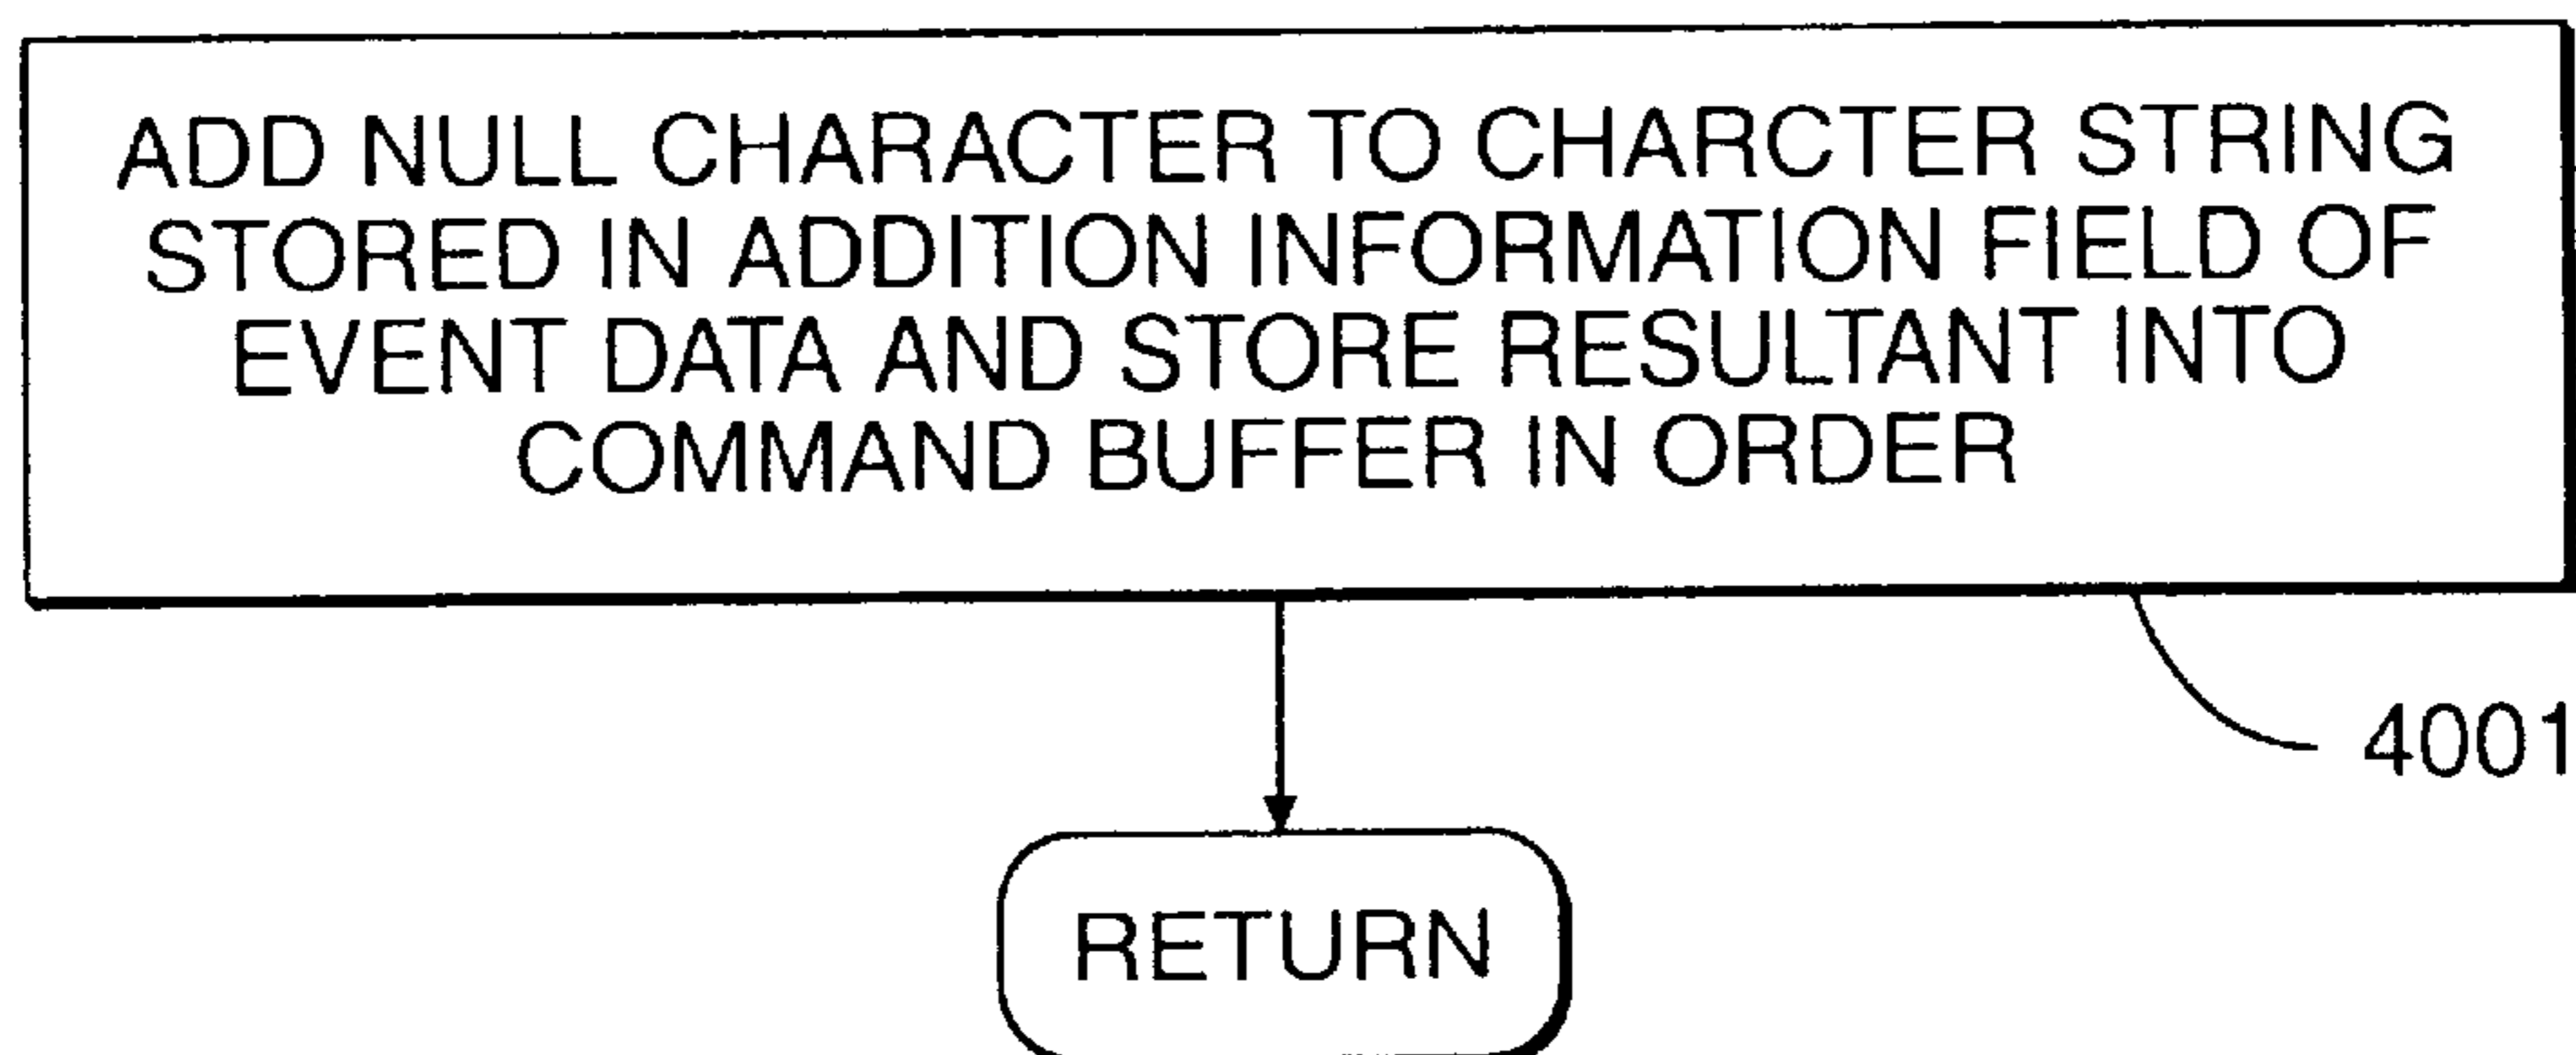 ADD NULL CHARACTER TO CHARCTER STRING
STORED IN ADDITION INFORMATION FIELD OF
EVENT DATA AND STORE RESULTANT INTO
COMMAND BUFFER IN ORDER
4001
RETURN